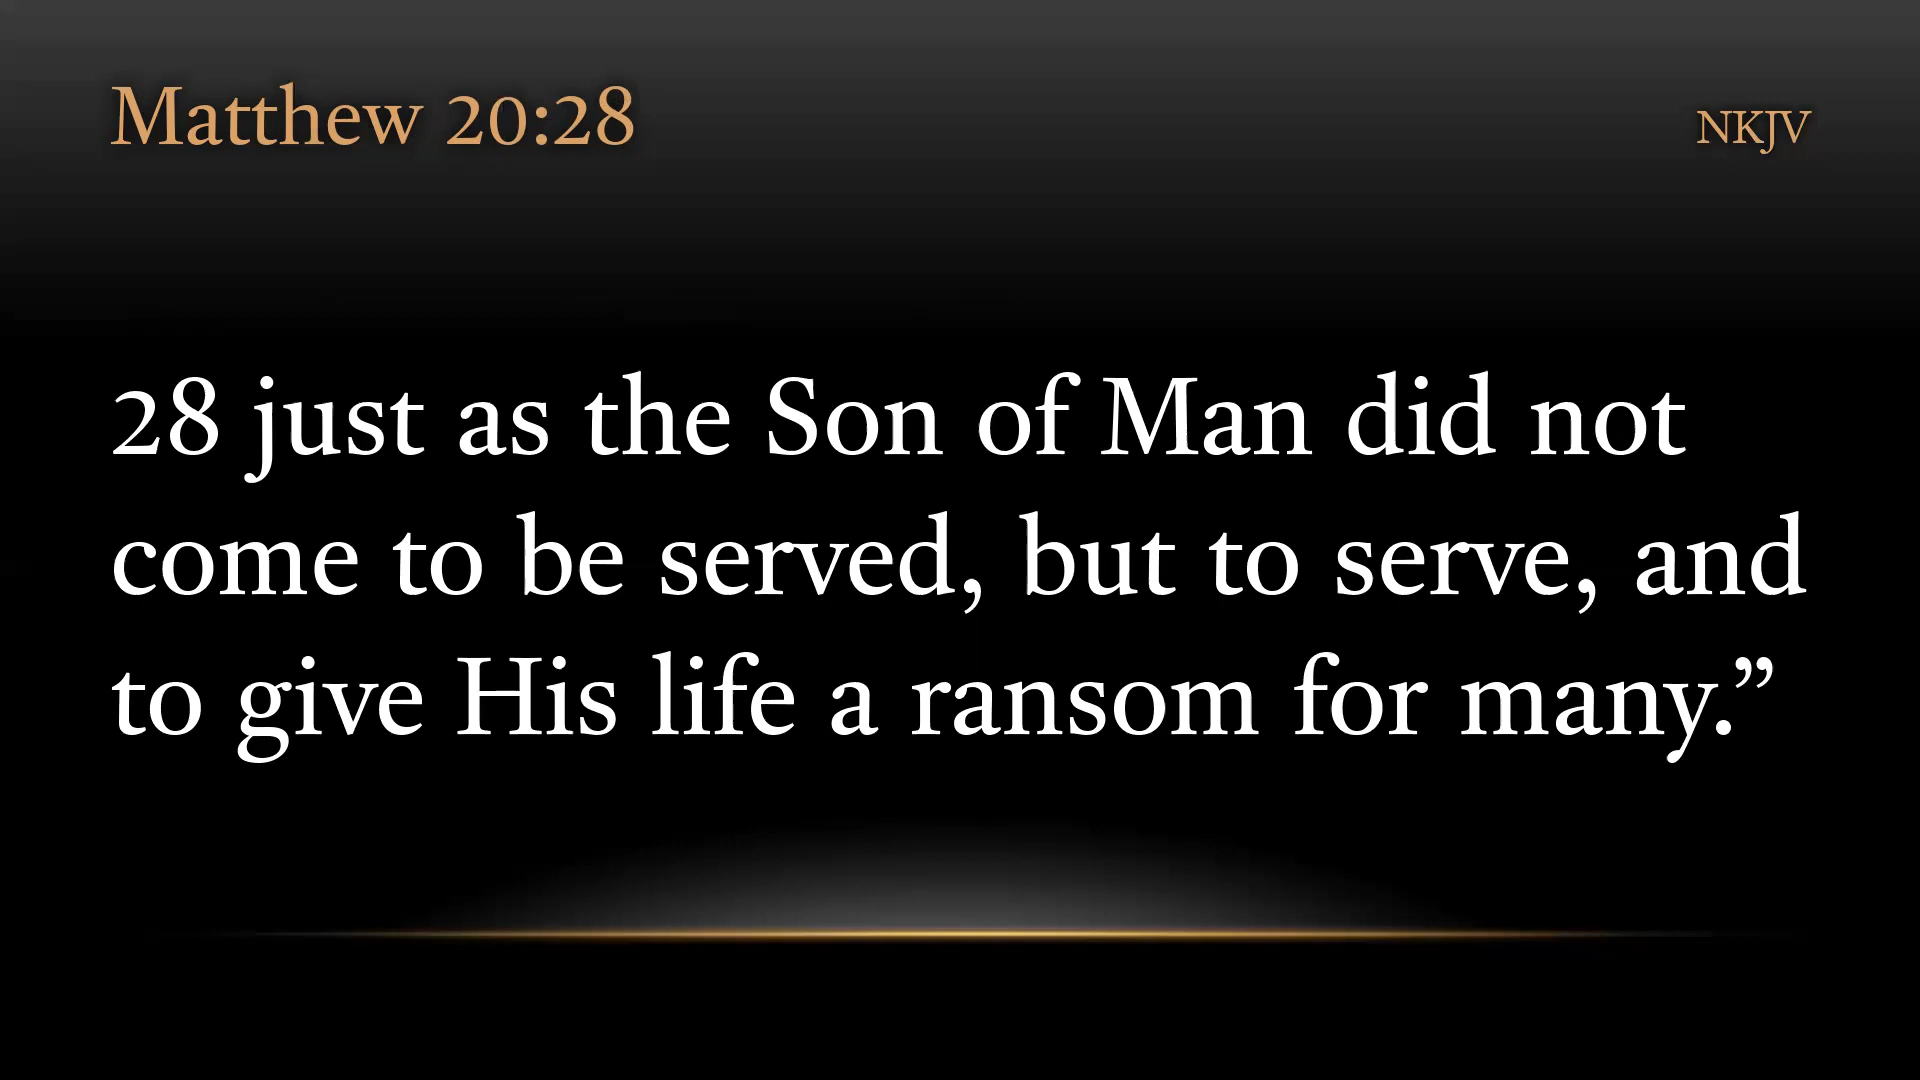 Matthew 20:28
NKJV
28 just as the Son of Man did not
come to be served, but to serve, and
to give His life a ransom for many.”